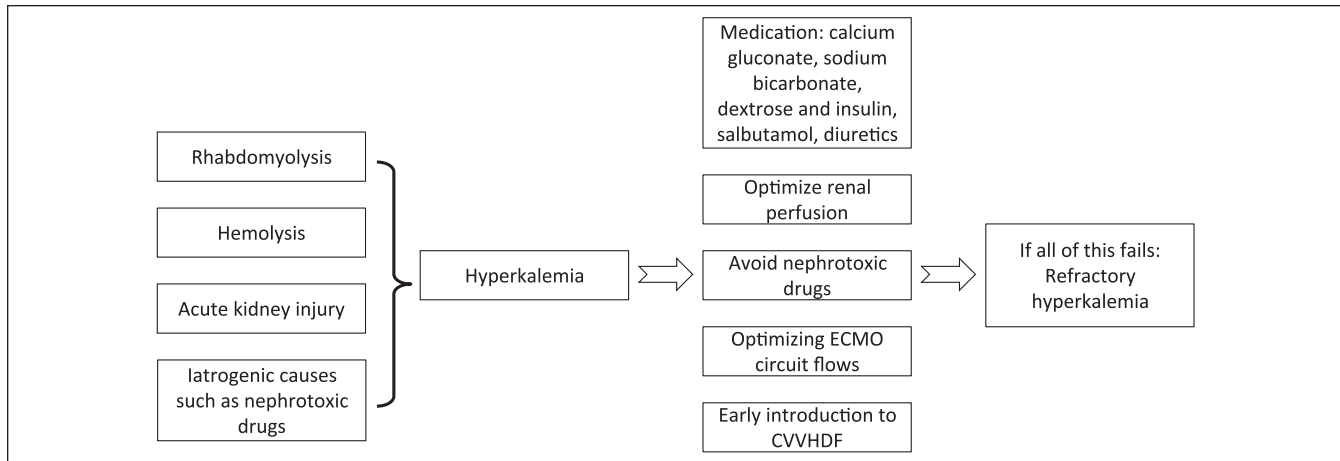 Rhabdomyolysis
Hemolysis
Acute kidney injury
Iatrogenic causes
such as nephrotoxic
drugs
Hyperkalemia
Medication: calcium
gluconate, sodium
bicarbonate,
dextrose and insulin,
salbutamol, diuretics
Optimize renal
perfusion
Avoid nephrotoxic
drugs
Optimizing ECMO
circuit flows
Early introduction to
CVVHDF
If all of this fails:
Refractory
hyperkalemia